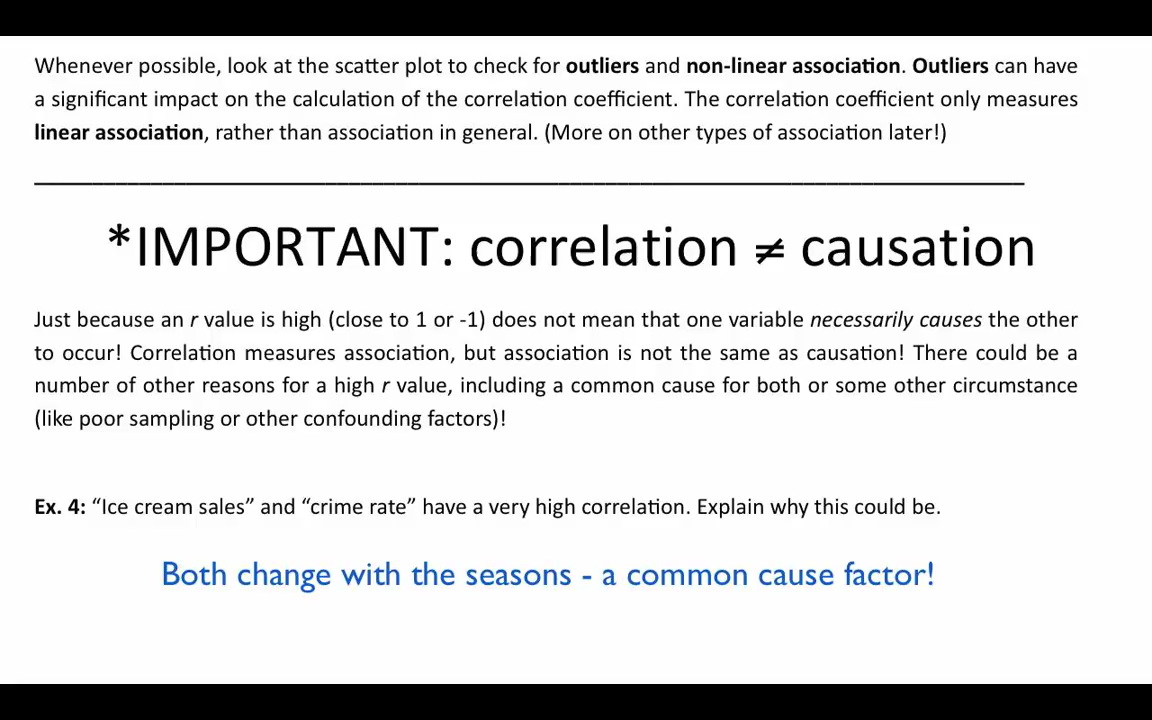 Whenever possible, look at the scatter plot to check for outliers and non-linear association. Outliers can have
a significant impact on the calculation of the correlation coefficient. The correlation coefficient only measures
linear association, rather than association in general. (More on other types of association later!)
*IMPORTANT: correlation ≠ causation
Just because an r value is high (close to 1 or -1) does not mean that one variable necessarily causes the other
to occur! Correlation measures association, but association is not the same as causation! There could be a
number of other reasons for a high r value, including a common cause for both or some other circumstance
(like poor sampling or other confounding factors)!
Ex. 4: “Ice cream sales” and “crime rate” have a very high correlation. Explain why this could be.
Both change with the seasons - a common cause factor!